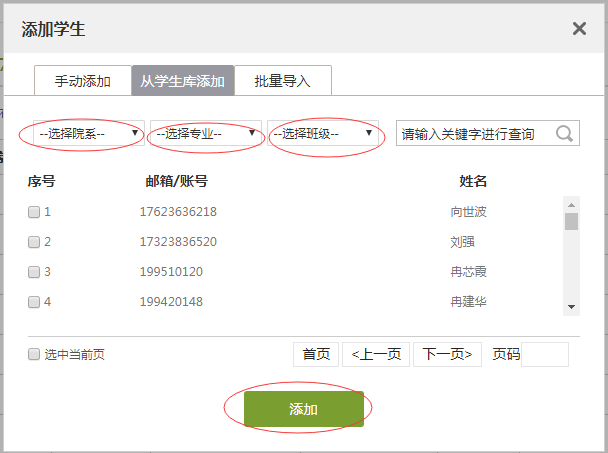 添加学生
手动添加 从学生库添加 批量导入
--选择院系-- --选择专业-- --选择班级-- 请输入关键字进行查询
序号 邮箱/账号 姓名
1 17623636218 向世波
2 17323836520 刘强
3 199510120 冉芯霞
4 199420148 冉建华
选中当前页 首页 <上一页 下一页> 页码
添加